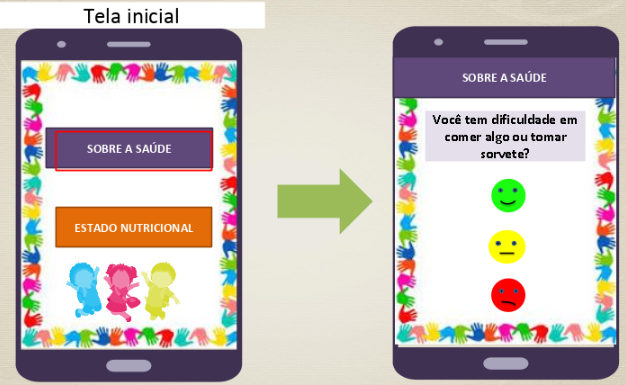 Tela inicial
SOBRE A SAÚDE
ESTADO NUTRICIONAL
SOBRE A SAÚDE
Você tem dificuldade em
comer algo ou tomar
sorvete?